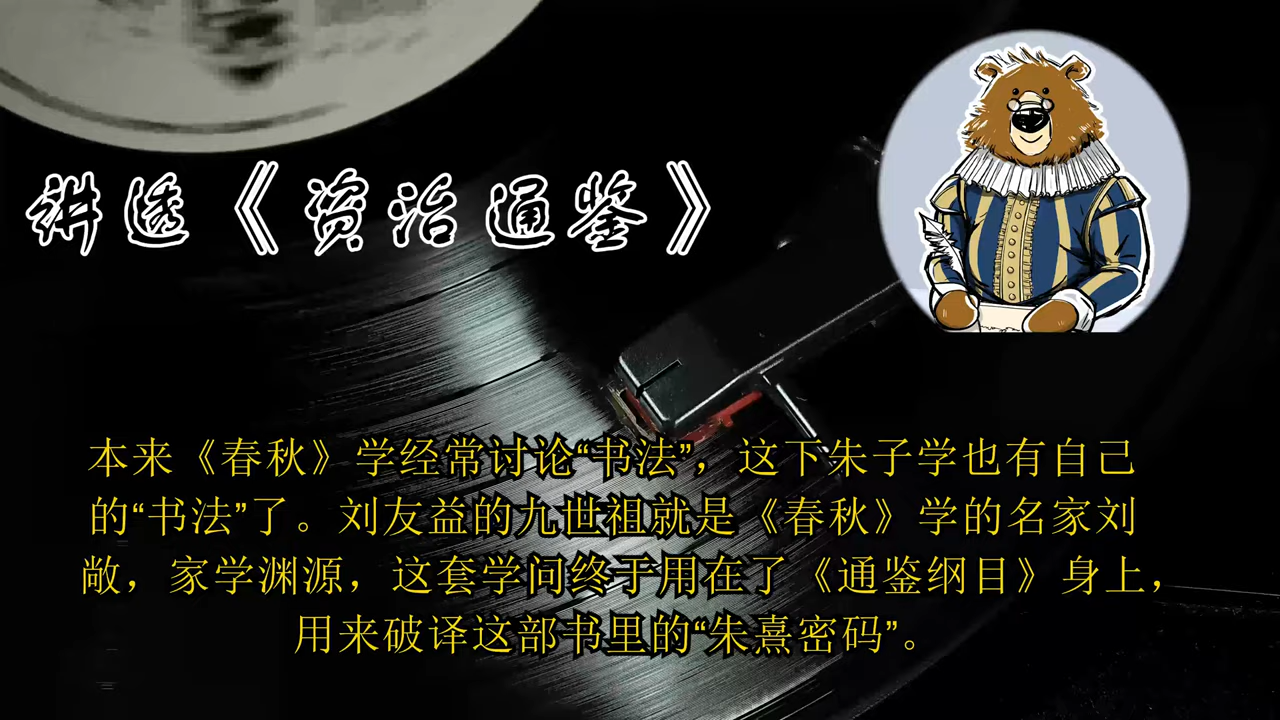 讲透《资治通鉴》
本来《春秋》学经常讨论“书法”，这下朱子学也有自己
的“书法”了。刘友益的九世祖就是《春秋》学的名家刘
敞，家学渊源，这套学问终于用在了《通鉴纲目》身上，
用来破译这部书里的“朱熹密码”。